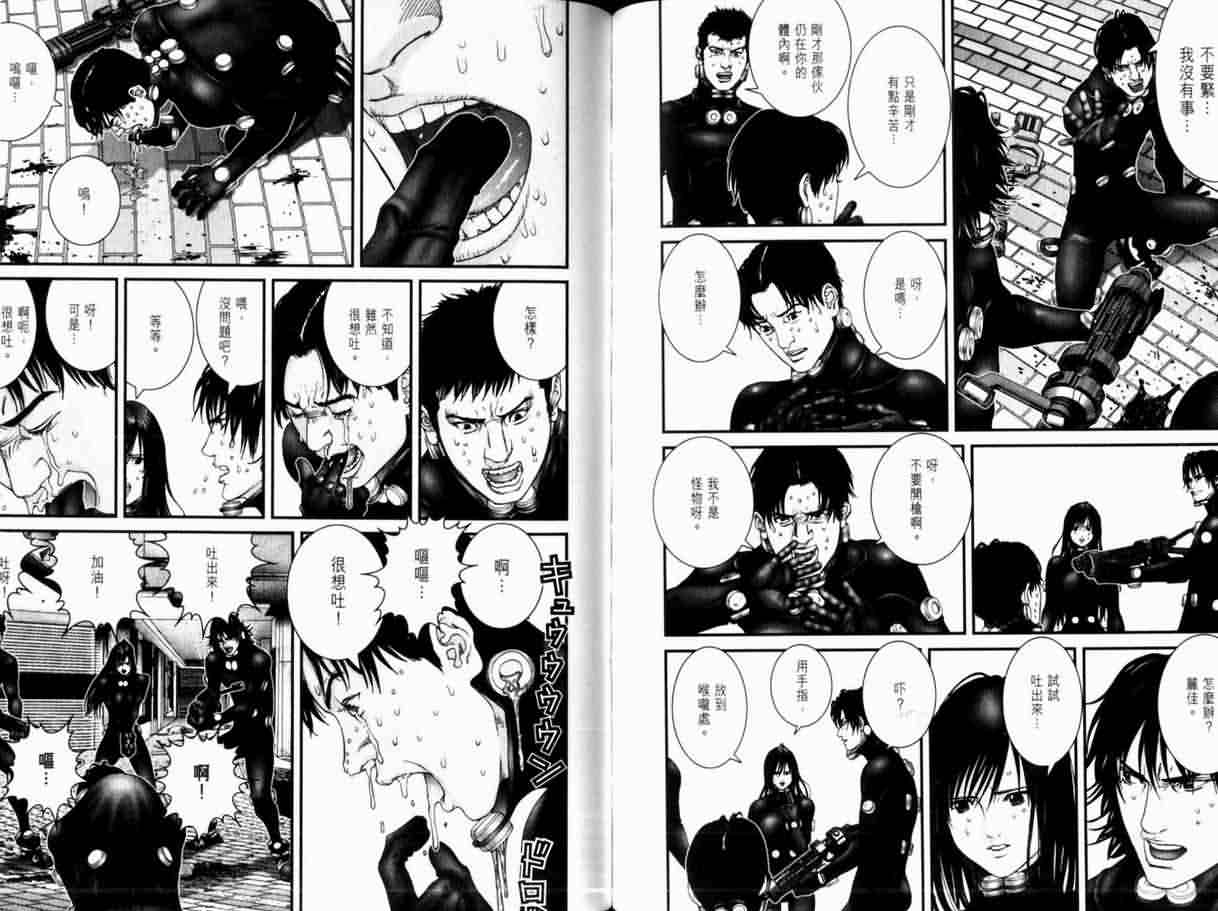 不要緊…
我沒有事…
只是剛才
有點辛苦…
剛才那傢伙
仍在你的
體內啊。
呀，
是嗎，
怎麼辦…
呀，
不要開槍啊。
我不是
怪物呀。
怎麼辦？
麗佳。
試試
吐出來…
吓？
用手指，
放到
喉嚨處。
嘔，
嗚嘔…
嗚！
怎樣？
不知道，
雖然
很想吐。
喂，
沒問題吧？
等等。
呀！
可是…
啊呃，
很想吐。
啊…
嘔嘔…
很想吐！
キュウウウウン
吐出來！
加油！
吐呀！
啊！
嘔！